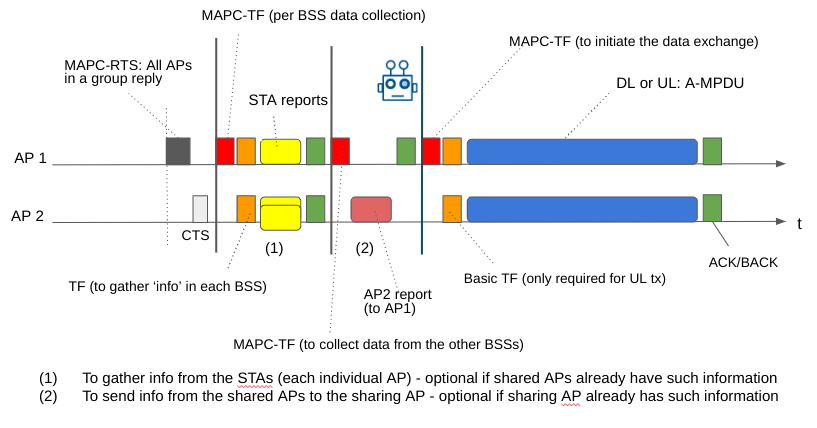 MAPC-TF (per BSS data collection)
MAPC-TF (to initiate the data exchange)
MAPC-RTS: All APs
in a group reply
STA reports
DL or UL: A-MPDU
AP 1
AP 2
t
CTS
(1)
(2)
ACK/BACK
TF (to gather ‘info’ in each BSS)
Basic TF (only required for UL tx)
AP2 report
(to AP1)
MAPC-TF (to collect data from the other BSSs)
(1) To gather info from the STAs (each individual AP) - optional if shared APs already have such information
(2) To send info from the shared APs to the sharing AP - optional if sharing AP already has such information